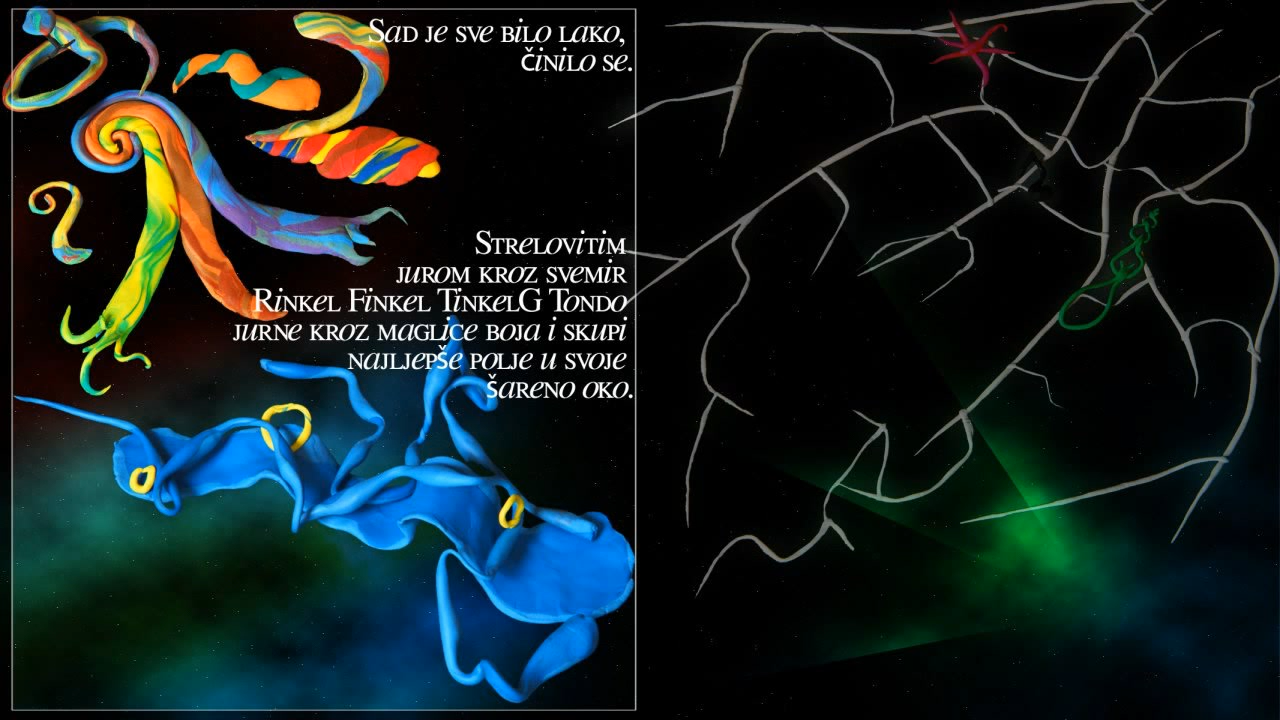 Sad je sve bilo lako,
činilo se.
Strelovitim
jurom kroz svemir
Rinkel Finkel TinkelG Tondo
jurne kroz maglice boja i skupi
najljepše polje u svoje
šareno oko.